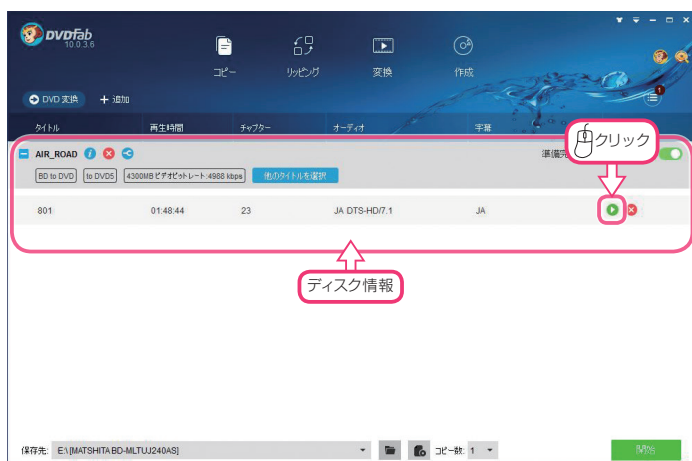 DVDFab
10.0.3.6
コピー
リッピング
変換
作成
DVD 変換
+ 追加
1
タイトル
再生時間
チャプター
オーディオ
字幕
AIR_ROAD
準備完
クリック
BD to DVD
to DVD5
4300MB ビデオビットレート:4988 kbps
他のタイトルを選択
801
01:48:44
23
JA DTS-HD/7.1
JA
ディスク情報
保存先:
E:\ [MATSHITA BD-MLTUJ240AS]
コピー数:
1
開始